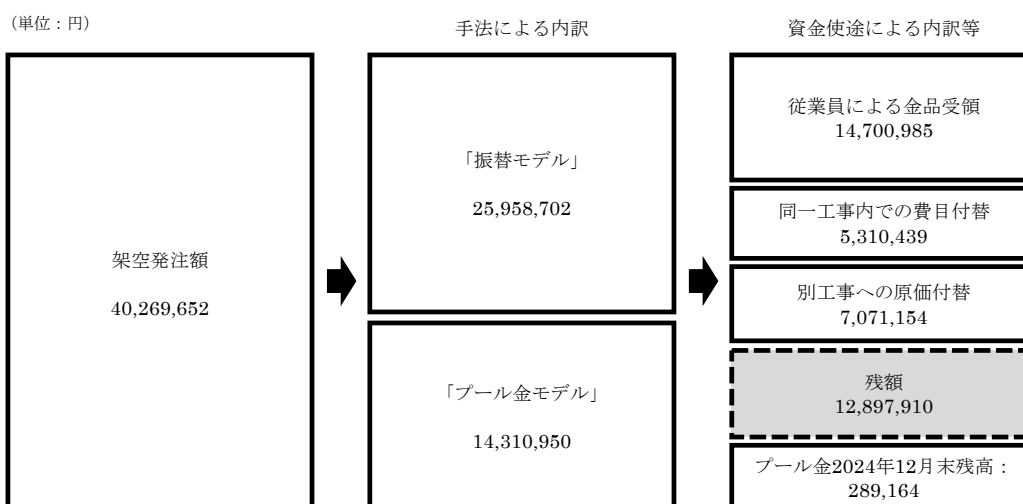 （単位：円）
手法による内訳
資金使途による内訳等
架空発注額
40,269,652
「振替モデル」
25,958,702
「プール金モデル」
14,310,950
従業員による金品受領
14,700,985
同一工事内での費目付替
5,310,439
別工事への原価付替
7,071,154
残額
12,897,910
プール金2024年12月末残高：
289,164